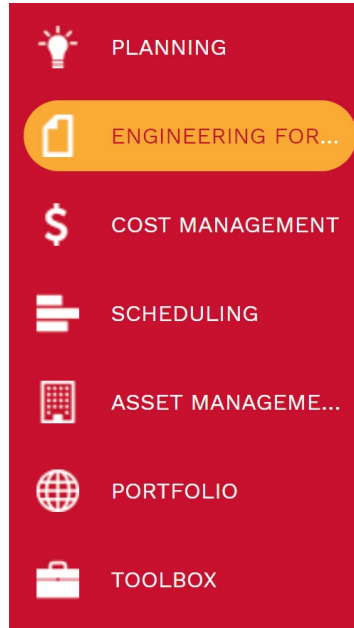 PLANNING
ENGINEERING FOR...
COST MANAGEMENT
SCHEDULING
ASSET MANAGEME...
PORTFOLIO
TOOLBOX